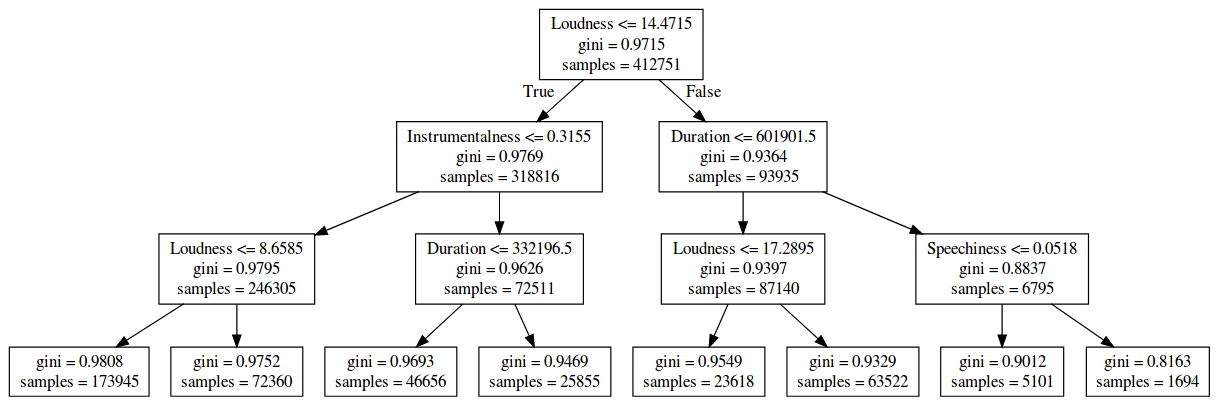 Loudness <= 14.4715
gini = 0.9715
samples = 412751
True
False
Instrumentalness <= 0.3155
gini = 0.9769
samples = 318816
Duration <= 601901.5
gini = 0.9364
samples = 93935
Loudness <= 8.6585
gini = 0.9795
samples = 246305
Duration <= 332196.5
gini = 0.9626
samples = 72511
Loudness <= 17.2895
gini = 0.9397
samples = 87140
Speechiness <= 0.0518
gini = 0.8837
samples = 6795
gini = 0.9808
samples = 173945
gini = 0.9752
samples = 72360
gini = 0.9693
samples = 46656
gini = 0.9469
samples = 25855
gini = 0.9549
samples = 23618
gini = 0.9329
samples = 63522
gini = 0.9012
samples = 5101
gini = 0.8163
samples = 1694